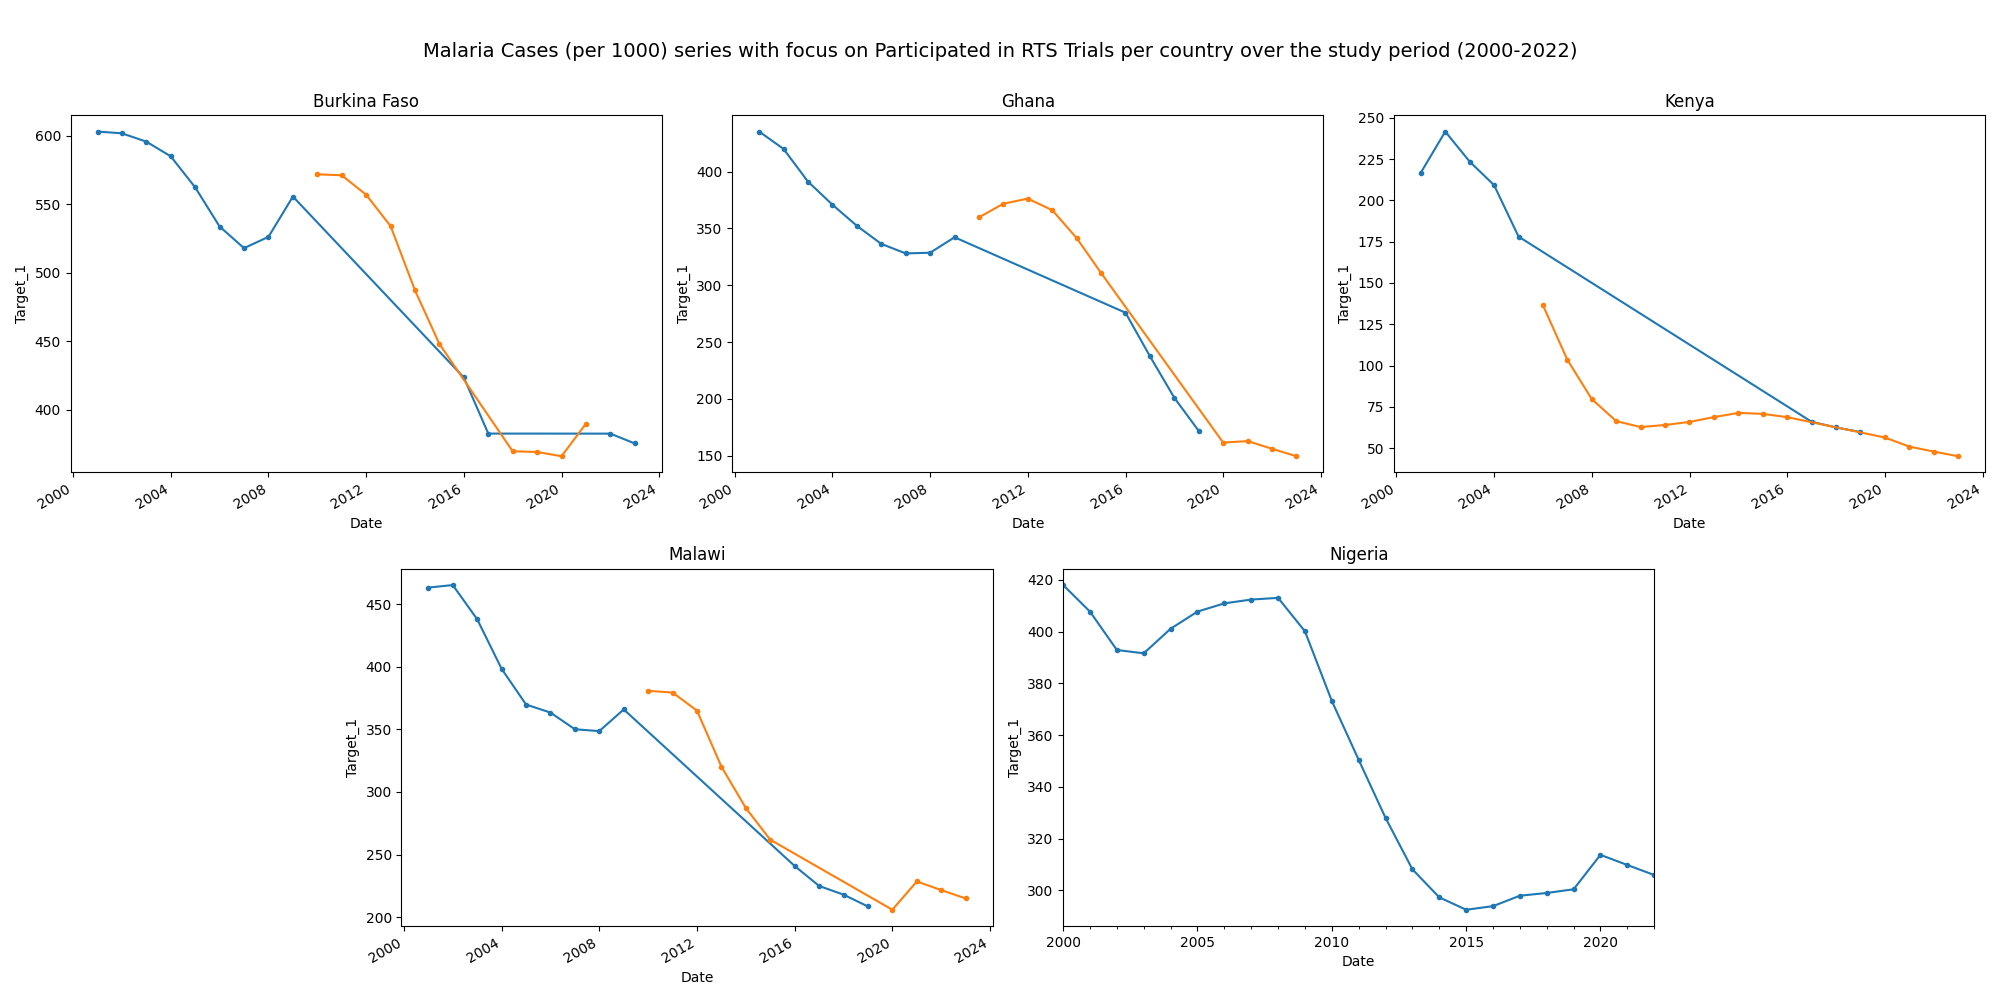 Malaria Cases (per 1000) series with focus on Participated in RTS Trials per country over the study period (2000-2022)
Burkina Faso
Target_1
600
550
500
450
400
2000 2004 2008 2012 2016 2020 2024
Date
Ghana
Target_1
400
350
300
250
200
150
2000 2004 2008 2012 2016 2020 2024
Date
Kenya
Target_1
250
225
200
175
150
125
100
75
50
2000 2004 2008 2012 2016 2020 2024
Date
Malawi
Target_1
450
400
350
300
250
200
2000 2004 2008 2012 2016 2020 2024
Date
Nigeria
Target_1
420
400
380
360
340
320
300
2000 2005 2010 2015 2020
Date